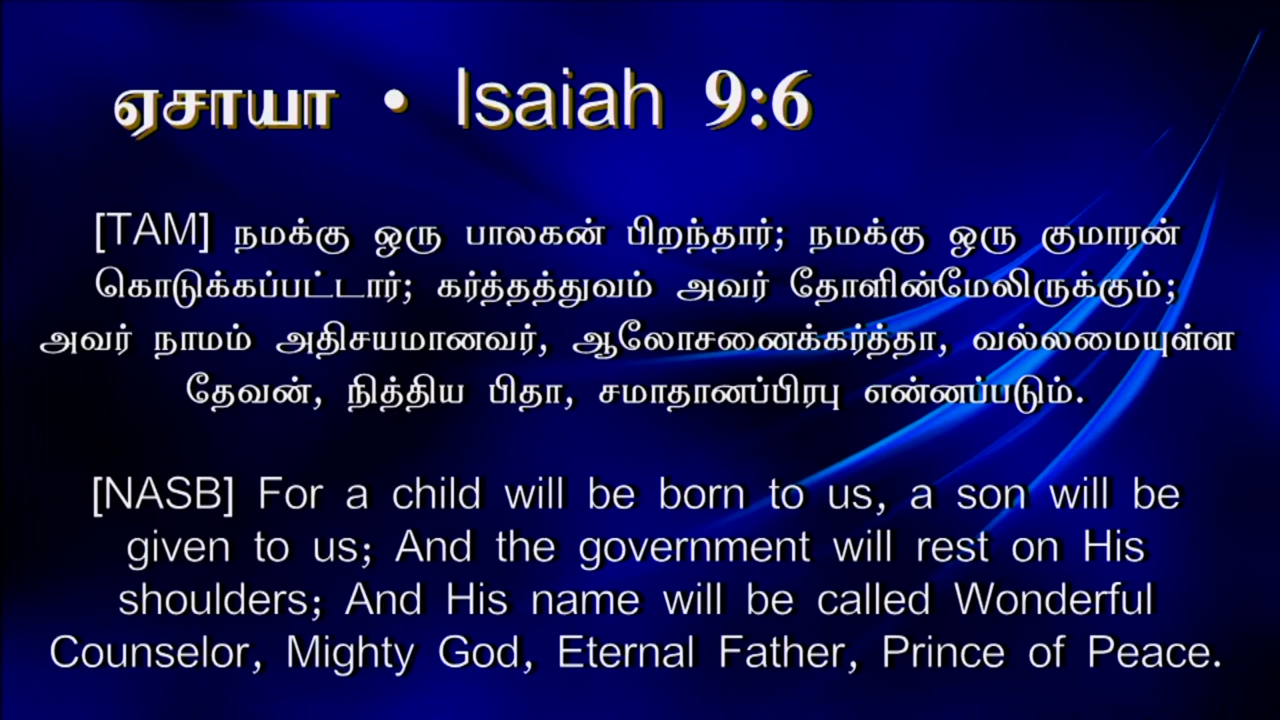 ஏசாயா • Isaiah 9:6
[TAM] நமக்கு ஒரு பாலகன் பிறந்தார்; நமக்கு ஒரு குமாரன்
கொடுக்கப்பட்டார்; கர்த்தத்துவம் அவர் தோளின்மேலிருக்கும்;
அவர் நாமம் அதிசயமானவர், ஆலோசனைக்கர்த்தா, வல்லமையுள்ள
தேவன், நித்திய பிதா, சமாதானப்பிரபு என்னப்படும்.
[NASB] For a child will be born to us, a son will be
given to us; And the government will rest on His
shoulders; And His name will be called Wonderful
Counselor, Mighty God, Eternal Father, Prince of Peace.